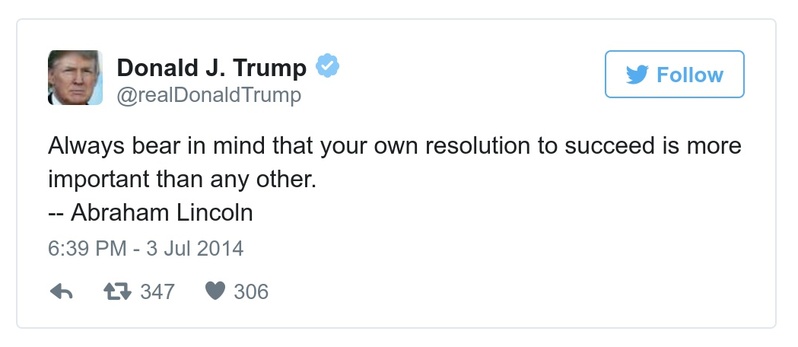 Donald J. Trump
@realDonaldTrump
Follow
Always bear in mind that your own resolution to succeed is more
important than any other.
-- Abraham Lincoln
6:39 PM - 3 Jul 2014
347 306